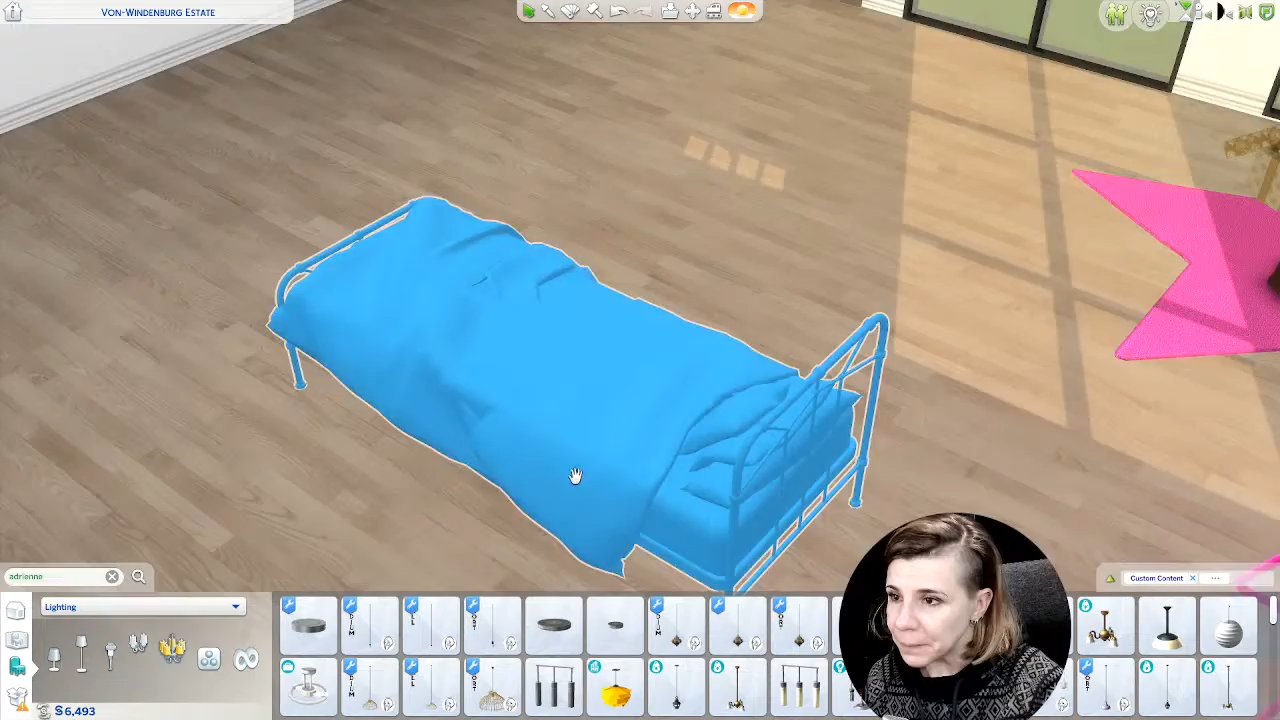 Von-Windenburg Estate
adrienne
Custom Content
Lighting
$6,493